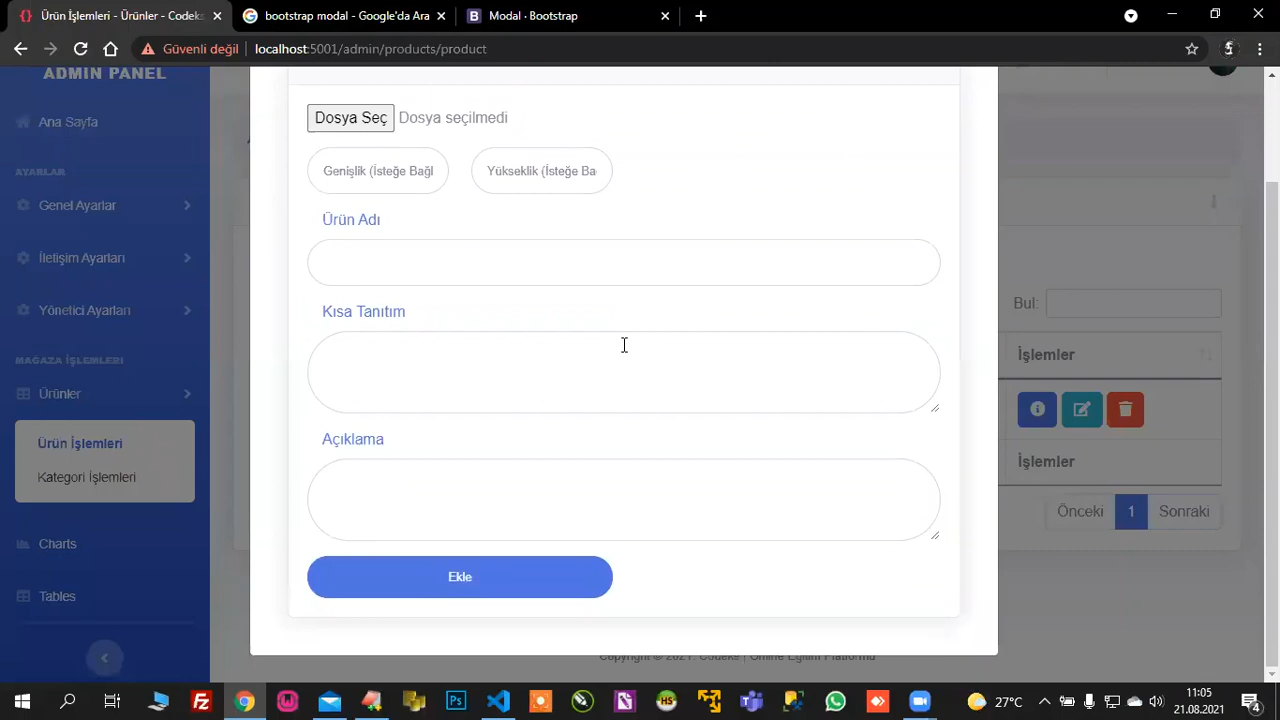 Ürün İşlemleri - Ürünler - Codeks
bootstrap modal - Google'da Ara
Modal · Bootstrap
Güvenli değil
localhost:5001/admin/products/product
ADMIN PANEL
Ana Sayfa
AYARLAR
Genel Ayarlar
İletişim Ayarları
Yönetici Ayarları
MAĞAZA İŞLEMLERİ
Ürünler
Ürün İşlemleri
Kategori İşlemleri
Charts
Tables
Dosya Seç Dosya seçilmedi
Genişlik (İsteğe Bağl
Yükseklik (İsteğe Ba
Ürün Adı
Kısa Tanıtım
Açıklama
Ekle
Bul:
İşlemler
İşlemler
Önceki 1 Sonraki
27°C
11:05
21.08.2021
4